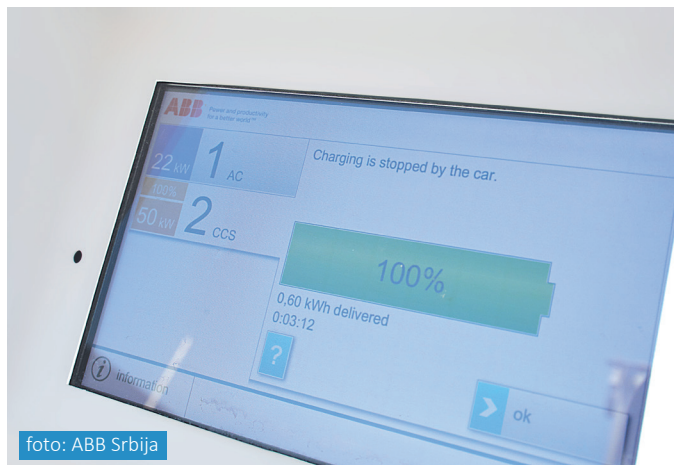 ABB
Power and productivity
for a better world™
22 kW
1 AC
100%
50 kW
2 CCS
Charging is stopped by the car.
100%
0,60 kWh delivered
0:03:12
?
i information
ok
foto: ABB Srbija